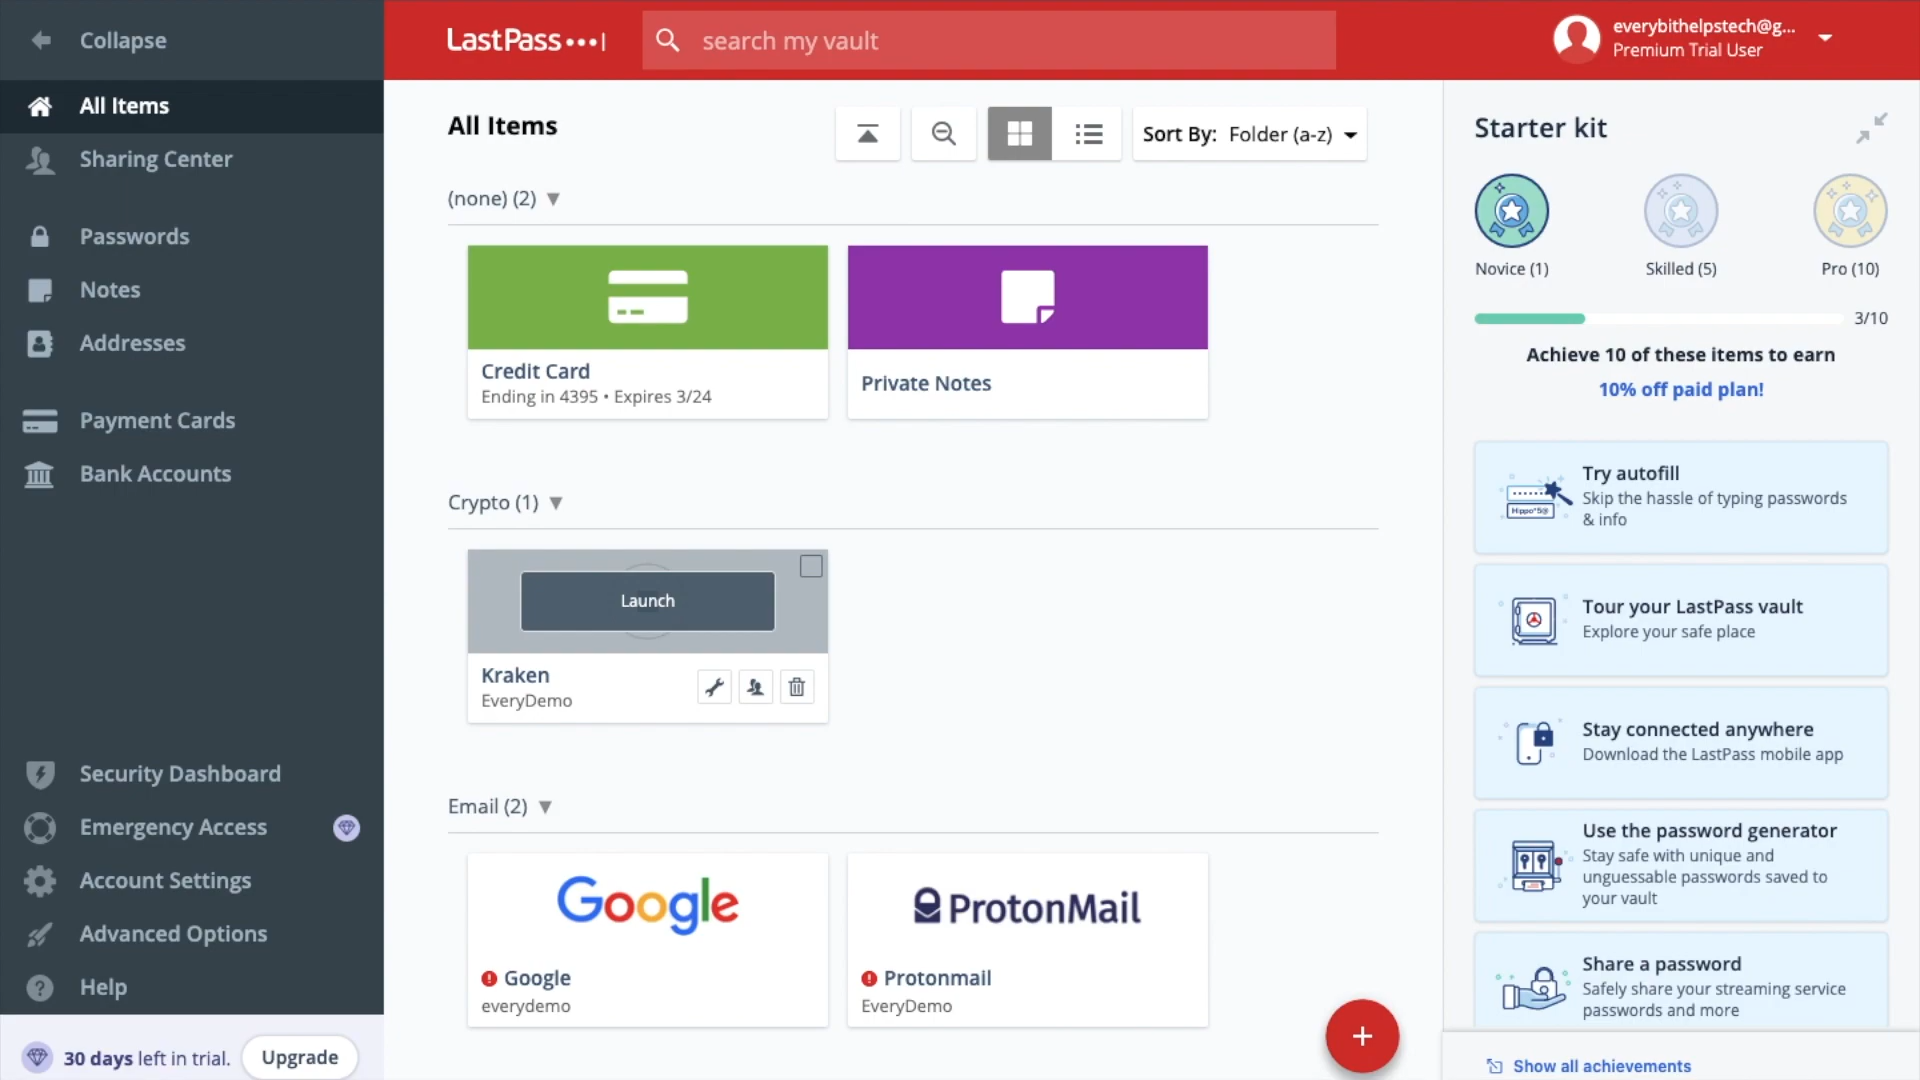 Collapse
All Items
Sharing Center
Passwords
Notes
Addresses
Payment Cards
Bank Accounts
Security Dashboard
Emergency Access
Account Settings
Advanced Options
Help
30 days left in trial.
Upgrade
LastPass
search my vault
everybithelpstech@g...
Premium Trial User
All Items
Sort By: Folder (a-z)
(none) (2)
Credit Card
Ending in 4395 • Expires 3/24
Private Notes
Crypto (1)
Launch
Kraken
EveryDemo
Email (2)
Google
Google
everydemo
ProtonMail
Protonmail
EveryDemo
+
Starter kit
Novice (1)
Skilled (5)
Pro (10)
3/10
Achieve 10 of these items to earn
10% off paid plan!
Hippo*5@
Try autofill
Skip the hassle of typing passwords
& info
Tour your LastPass vault
Explore your safe place
Stay connected anywhere
Download the LastPass mobile app
Use the password generator
Stay safe with unique and
unguessable passwords saved to
your vault
Share a password
Safely share your streaming service
passwords and more
Show all achievements